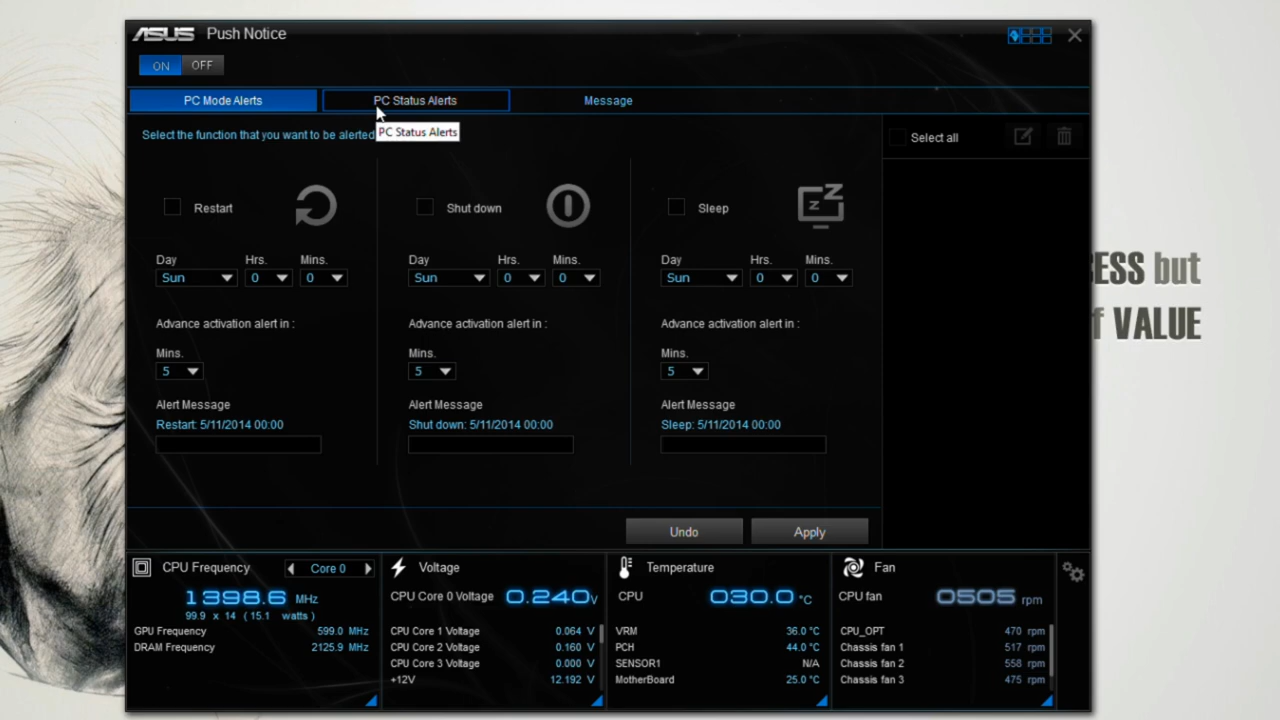 ASUS Push Notice
ON OFF
PC Mode Alerts PC Status Alerts Message
Select the function that you want to be alerted
PC Status Alerts
Select all
Restart Shut down Sleep
Day Hrs. Mins. Day Hrs. Mins. Day Hrs. Mins.
Sun 0 0 Sun 0 0 Sun 0 0
Advance activation alert in : Advance activation alert in : Advance activation alert in :
Mins. Mins. Mins.
5 5 5
Alert Message Alert Message Alert Message
Restart: 5/11/2014 00:00 Shut down: 5/11/2014 00:00 Sleep: 5/11/2014 00:00
Undo Apply
CPU Frequency Core 0
1398.6 MHz
99.9 x 14 (15.1 watts)
GPU Frequency 599.0 MHz
DRAM Frequency 2125.9 MHz
Voltage
CPU Core 0 Voltage 0.240 V
CPU Core 1 Voltage 0.064 V
CPU Core 2 Voltage 0.160 V
CPU Core 3 Voltage 0.000 V
+12V 12.192 V
Temperature
CPU 030.0 °C
VRM 36.0 °C
PCH 44.0 °C
SENSOR1 N/A
MotherBoard 25.0 °C
Fan
CPU fan 0505 rpm
CPU_OPT 470 rpm
Chassis fan 1 517 rpm
Chassis fan 2 558 rpm
Chassis fan 3 475 rpm
but
VALUE